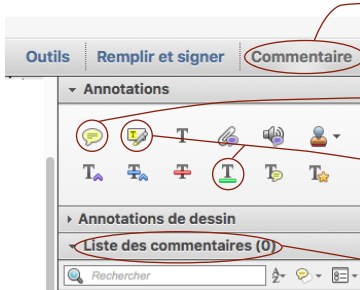 Outils Remplir et signer Commentaire
Annotations
Annotations de dessin
Liste des commentaires (0)
Rechercher